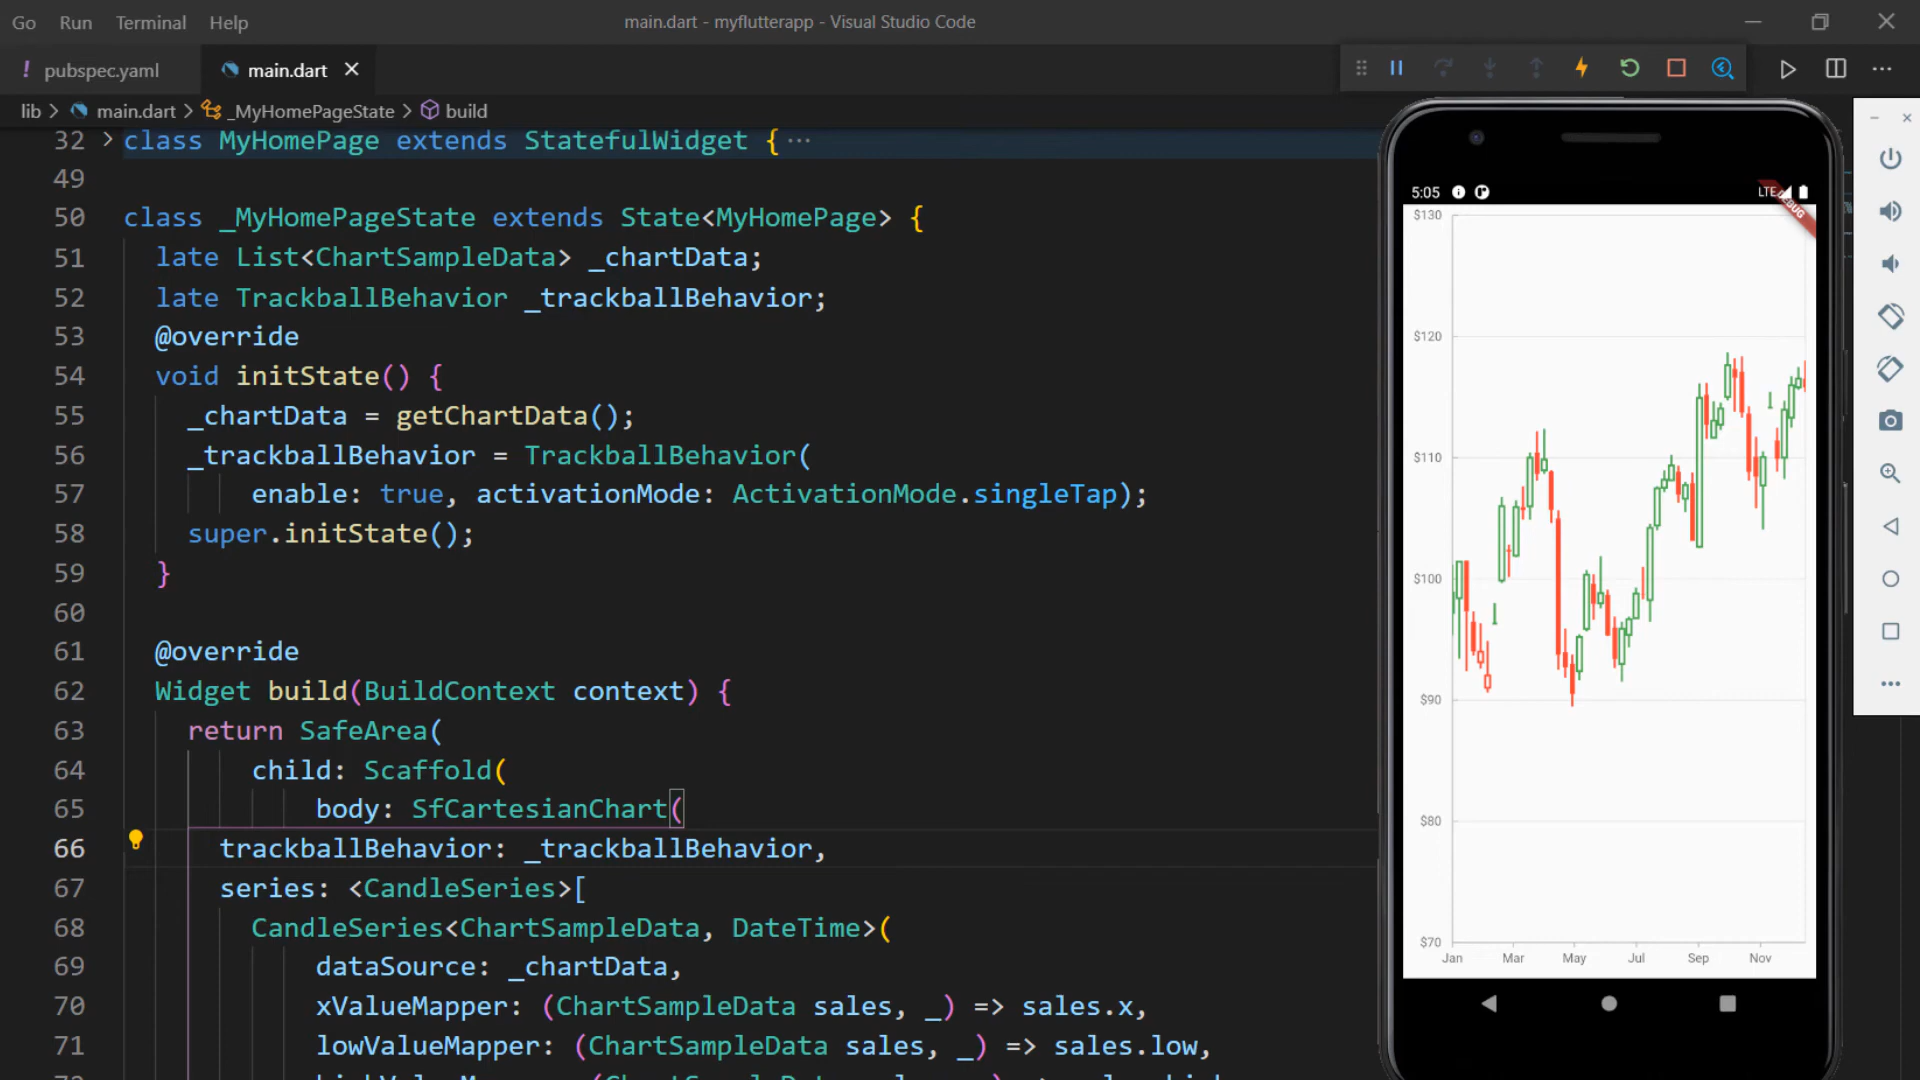 Go Run Terminal Help main.dart - myflutterapp - Visual Studio Code
! pubspec.yaml main.dart
lib > main.dart > _MyHomePageState > build
32 > class MyHomePage extends StatefulWidget { ···
49
50 class _MyHomePageState extends State<MyHomePage> {
51 late List<ChartSampleData> _chartData;
52 late TrackballBehavior _trackballBehavior;
53 @override
54 void initState() {
55 _chartData = getChartData();
56 _trackballBehavior = TrackballBehavior(
57 enable: true, activationMode: ActivationMode.singleTap);
58 super.initState();
59 }
60
61 @override
62 Widget build(BuildContext context) {
63 return SafeArea(
64 child: Scaffold(
65 body: SfCartesianChart(
66 trackballBehavior: _trackballBehavior,
67 series: <CandleSeries>[
68 CandleSeries<ChartSampleData, DateTime>(
69 dataSource: _chartData,
70 xValueMapper: (ChartSampleData sales, _) => sales.x,
71 lowValueMapper: (ChartSampleData sales, _) => sales.low,
5:05 LTE
DEBUG
$130
$120
$110
$100
$90
$80
$70
Jan Mar May Jul Sep Nov